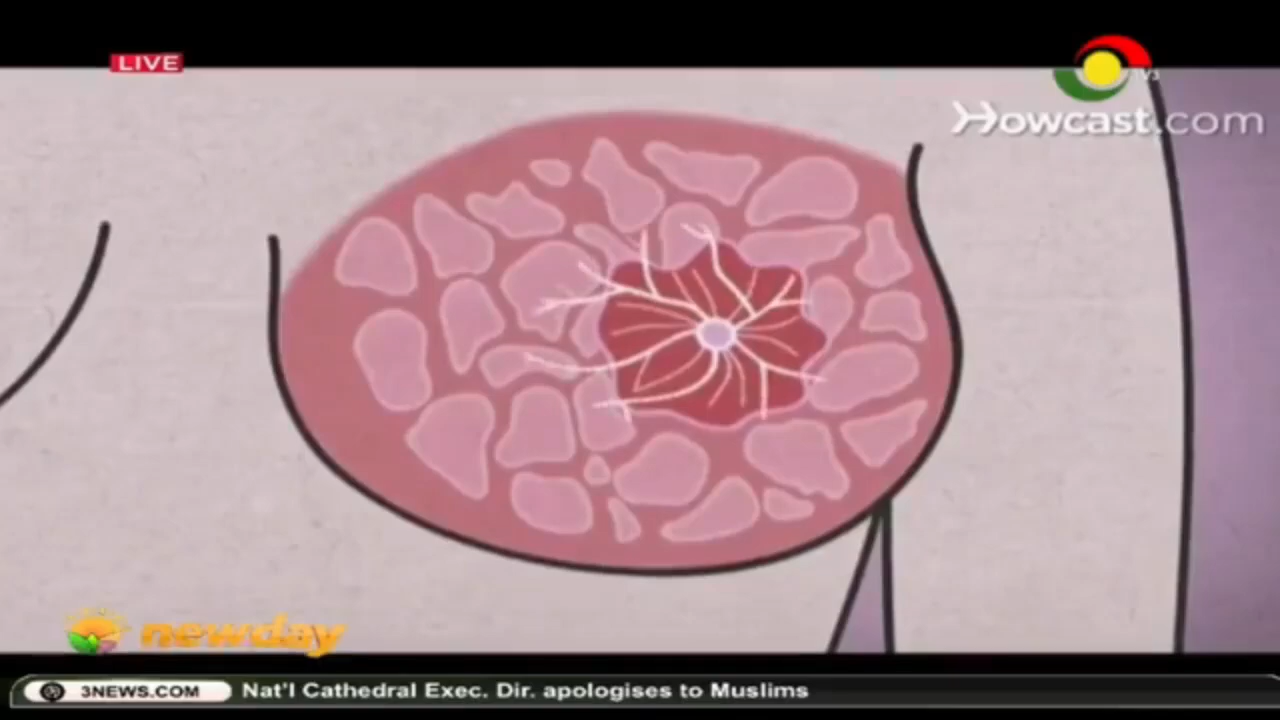 LIVE
Howcast.com
newday
3NEWS.COM
Nat'l Cathedral Exec. Dir. apologises to Muslims